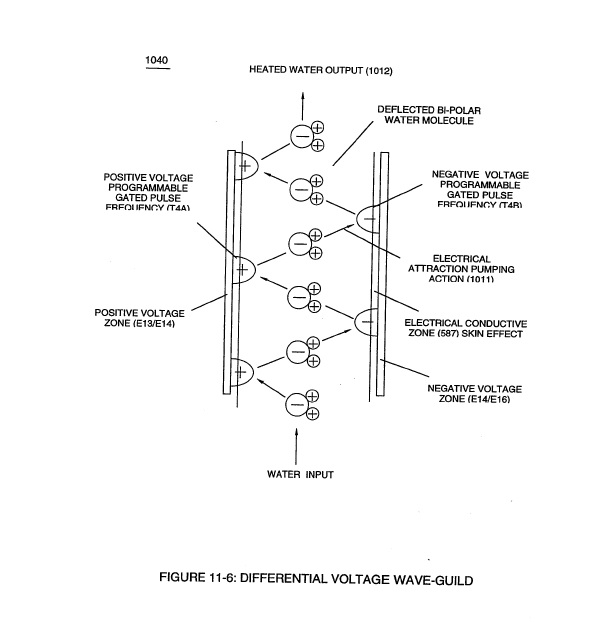 1040
HEATED WATER OUTPUT (1012)
DEFLECTED BI-POLAR
WATER MOLECULE
POSITIVE VOLTAGE
PROGRAMMABLE
GATED PULSE
FREQUENCY (T4A)
NEGATIVE VOLTAGE
PROGRAMMABLE
GATED PULSE
FREQUENCY (T4B)
ELECTRICAL
ATTRACTION PUMPING
ACTION (1011)
POSITIVE VOLTAGE
ZONE (E13/E14)
ELECTRICAL CONDUCTIVE
ZONE (587) SKIN EFFECT
NEGATIVE VOLTAGE
ZONE (E14/E16)
WATER INPUT
FIGURE 11-6: DIFFERENTIAL VOLTAGE WAVE-GUILD